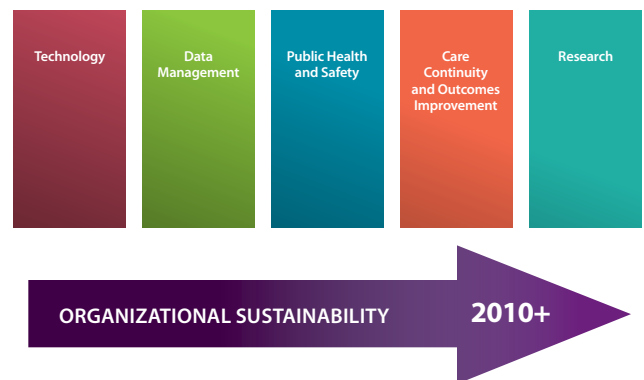 Technology
Data
Management
Public Health
and Safety
Care
Continuity
and Outcomes
Improvement
Research
ORGANIZATIONAL SUSTAINABILITY
2010+